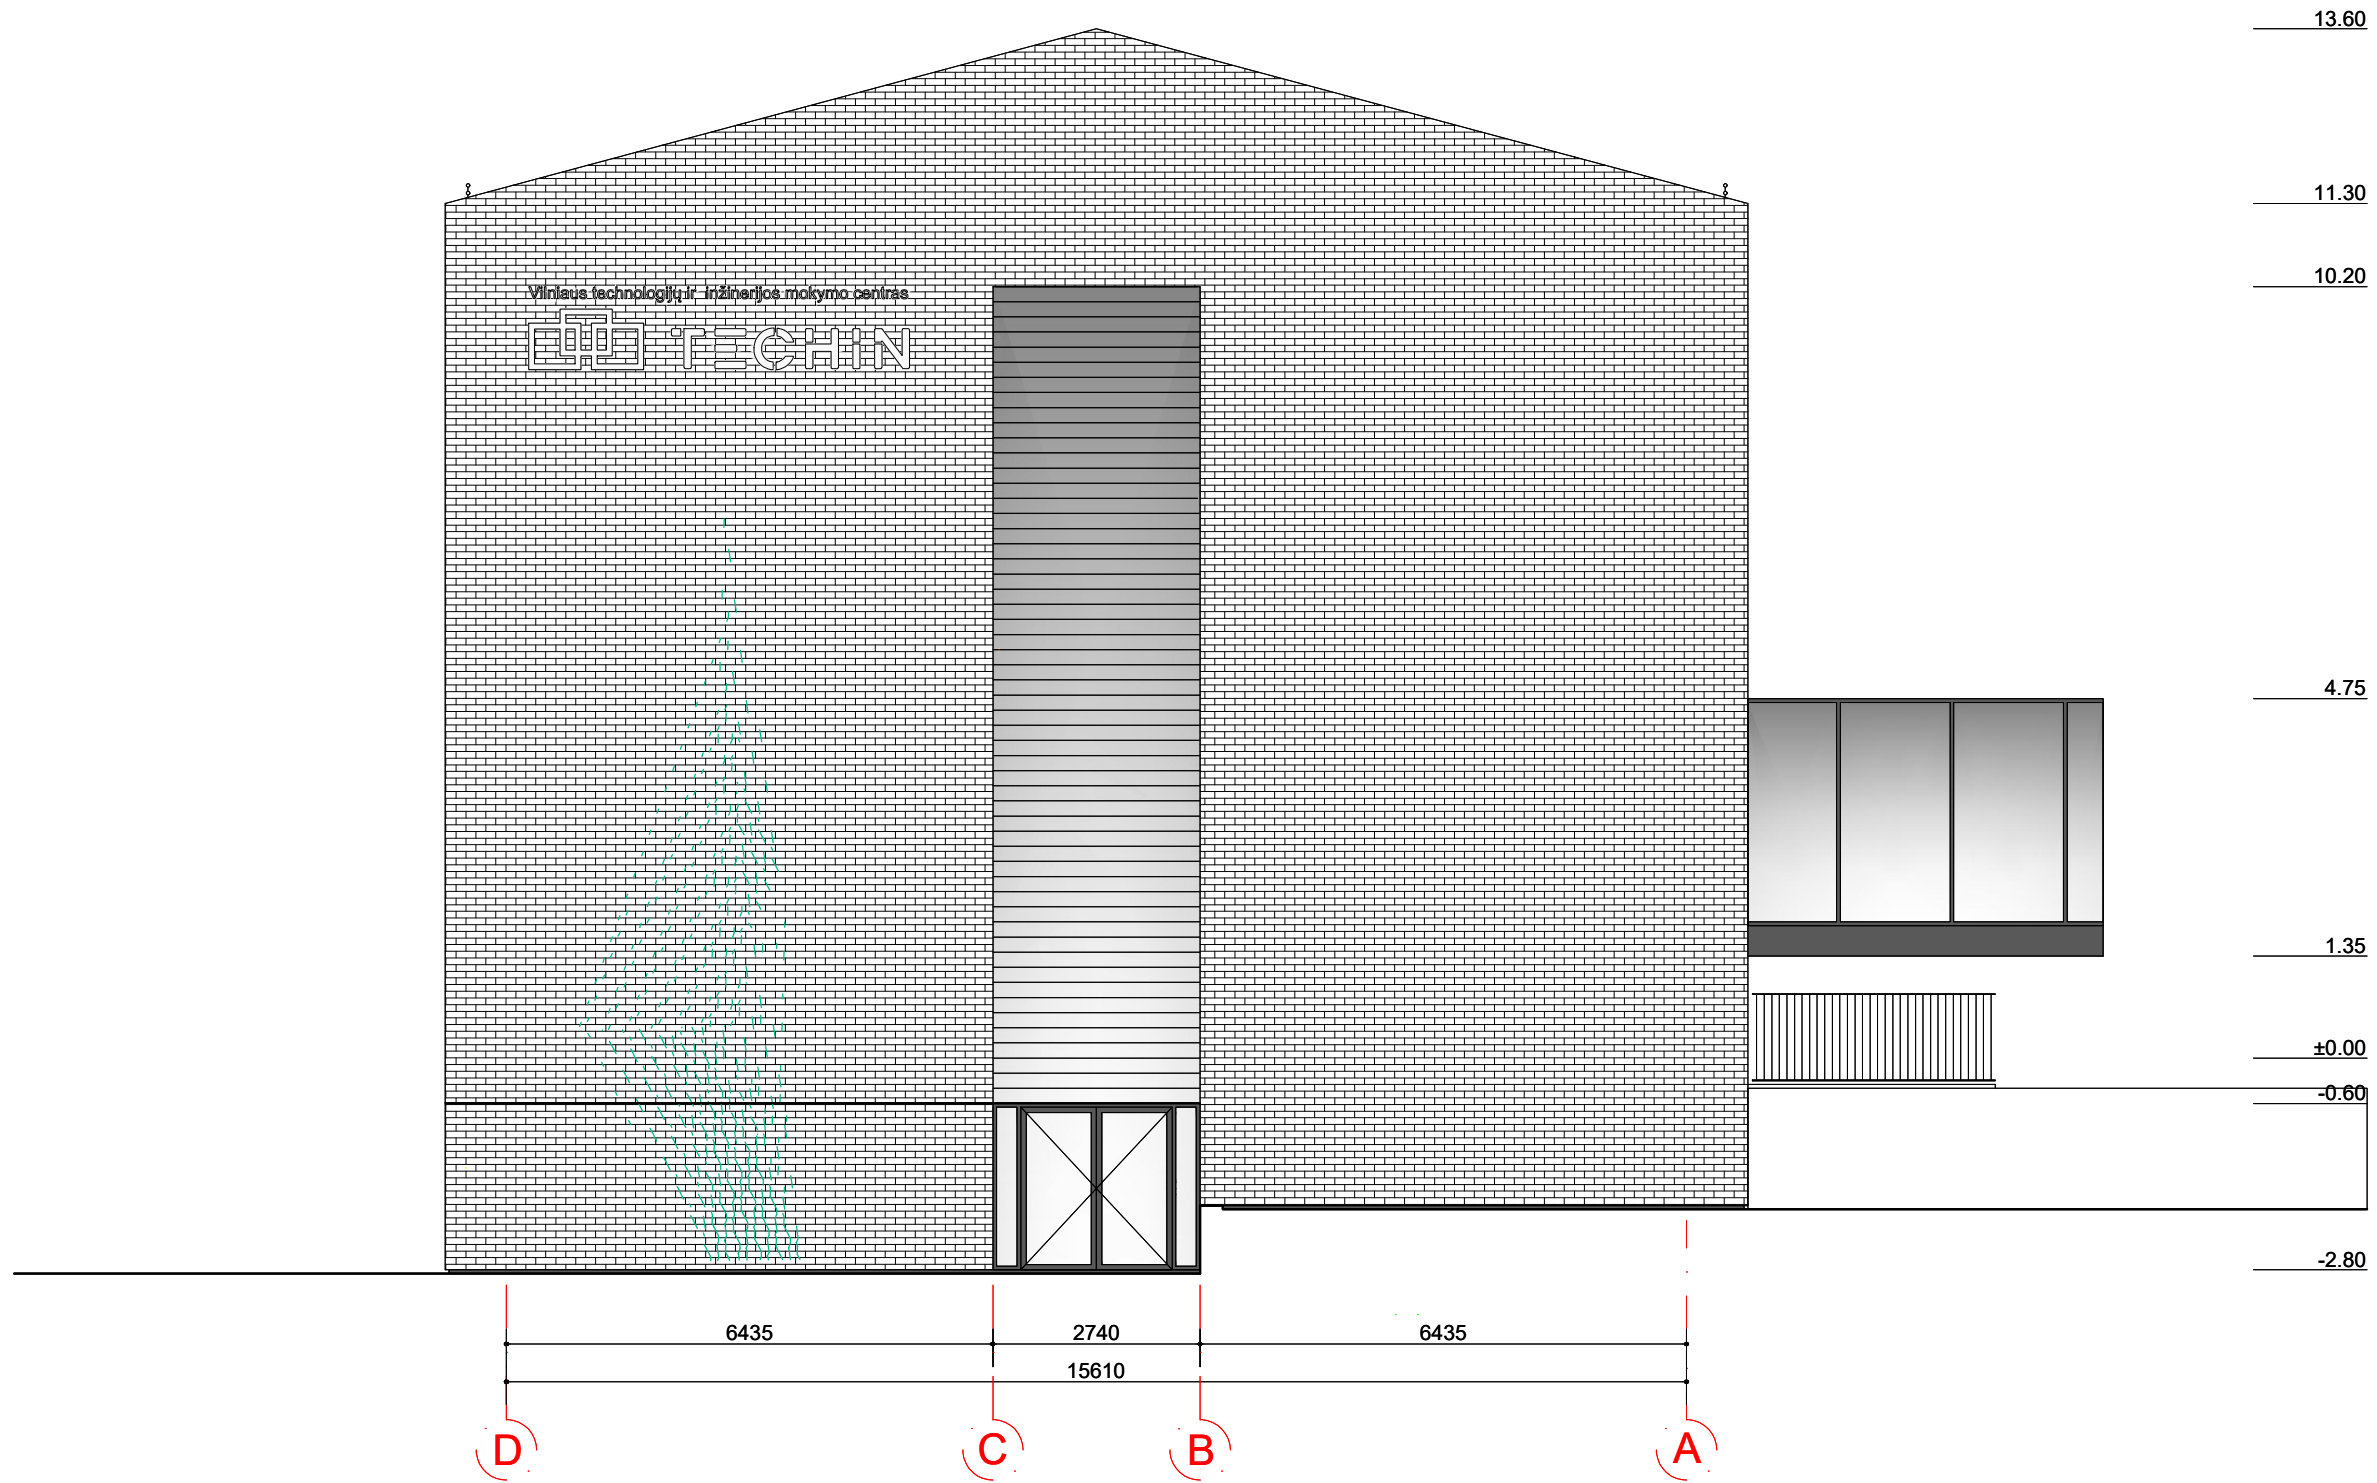 13.60
11.30
10.20
Vilniaus technologijų ir inžinerijos mokymo centras
TECHIN
4.75
1.35
±0.00
-0.60
-2.80
6435 2740 6435
15610
D C B A